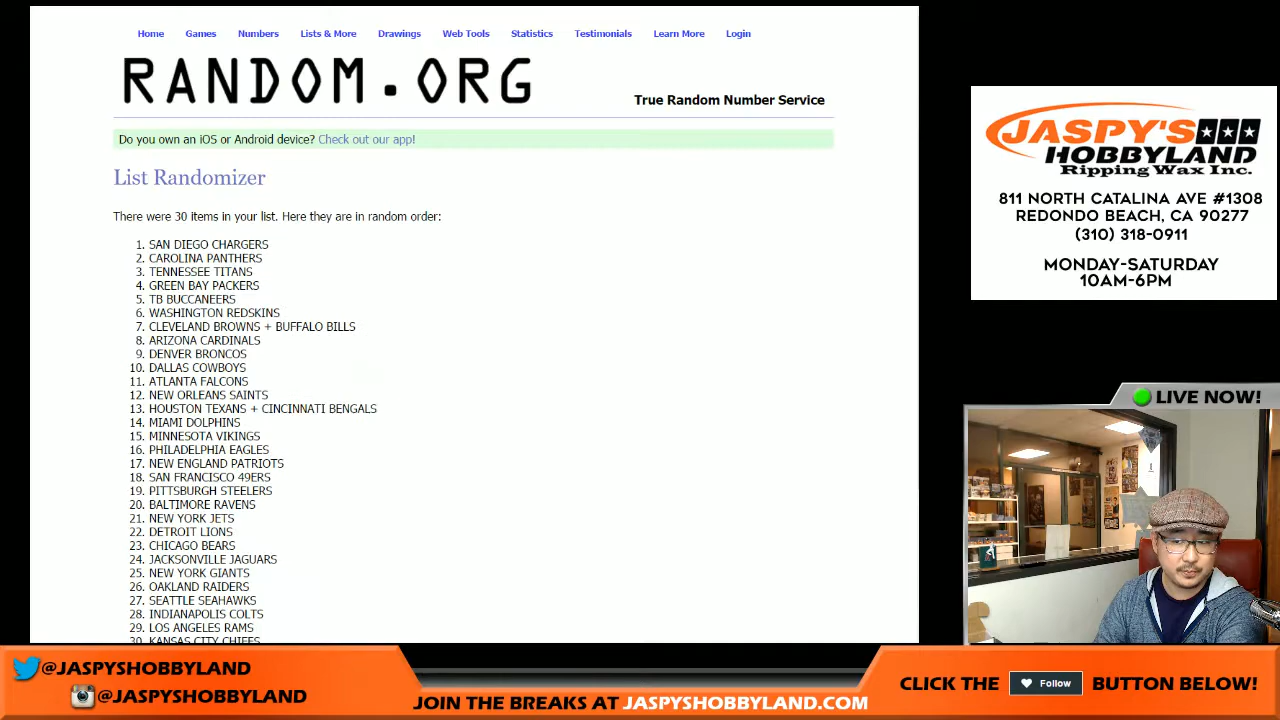 Home Games Numbers Lists & More Drawings Web Tools Statistics Testimonials Learn More Login
RANDOM.ORG
True Random Number Service
Do you own an iOS or Android device? Check out our app!
List Randomizer
There were 30 items in your list. Here they are in random order:
1. SAN DIEGO CHARGERS
2. CAROLINA PANTHERS
3. TENNESSEE TITANS
4. GREEN BAY PACKERS
5. TB BUCCANEERS
6. WASHINGTON REDSKINS
7. CLEVELAND BROWNS + BUFFALO BILLS
8. ARIZONA CARDINALS
9. DENVER BRONCOS
10. DALLAS COWBOYS
11. ATLANTA FALCONS
12. NEW ORLEANS SAINTS
13. HOUSTON TEXANS + CINCINNATI BENGALS
14. MIAMI DOLPHINS
15. MINNESOTA VIKINGS
16. PHILADELPHIA EAGLES
17. NEW ENGLAND PATRIOTS
18. SAN FRANCISCO 49ERS
19. PITTSBURGH STEELERS
20. BALTIMORE RAVENS
21. NEW YORK JETS
22. DETROIT LIONS
23. CHICAGO BEARS
24. JACKSONVILLE JAGUARS
25. NEW YORK GIANTS
26. OAKLAND RAIDERS
27. SEATTLE SEAHAWKS
28. INDIANAPOLIS COLTS
29. LOS ANGELES RAMS
30. KANSAS CITY CHIEFS
JASPY'S
HOBBYLAND
Ripping Wax Inc.
811 NORTH CATALINA AVE #1308
REDONDO BEACH, CA 90277
(310) 318-0911
MONDAY-SATURDAY
10AM-6PM
LIVE NOW!
@JASPYSHOBBYLAND
@JASPYSHOBBYLAND
JOIN THE BREAKS AT JASPYSHOBBYLAND.COM
CLICK THE Follow BUTTON BELOW!